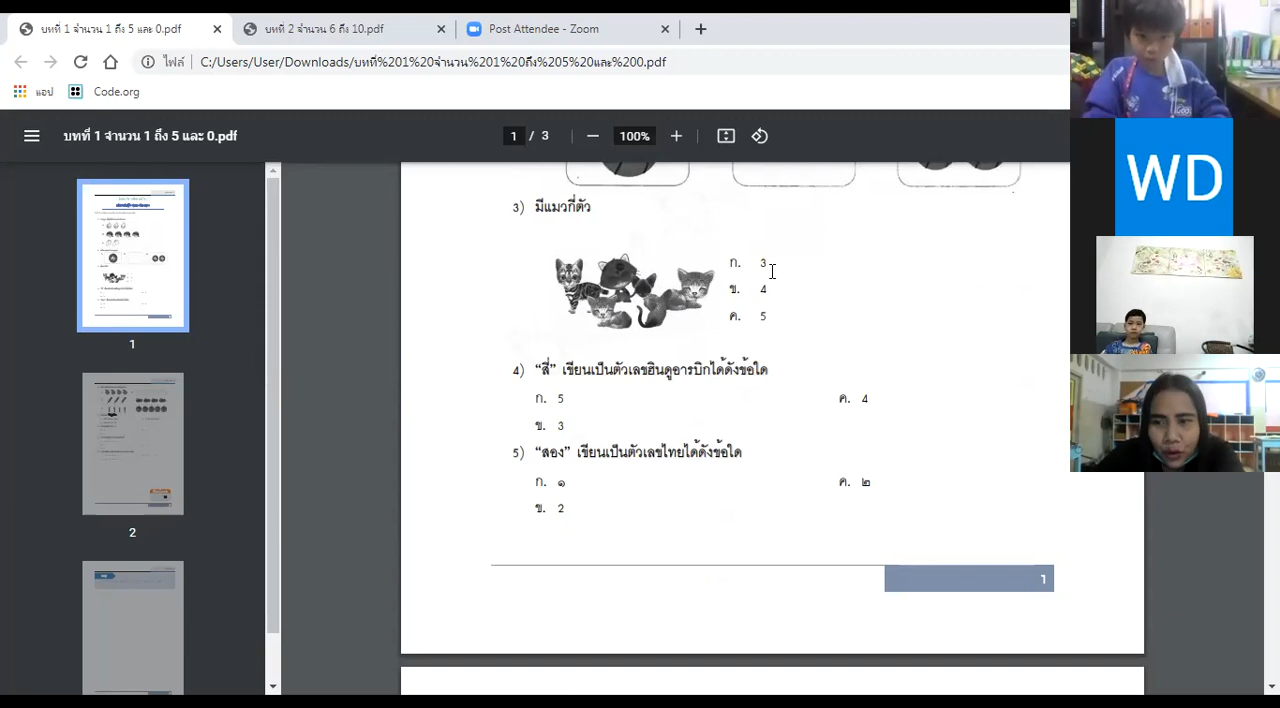 บทที่ 1 จำนวน 1 ถึง 5 และ 0.pdf
บทที่ 2 จำนวน 6 ถึง 10.pdf
Post Attendee - Zoom
ไฟล์ C:/Users/User/Downloads/บทที่%201%20จำนวน%201%20ถึง%205%20และ%200.pdf
แอป Code.org
บทที่ 1 จำนวน 1 ถึง 5 และ 0.pdf 1 / 3 100%
WD
3) มีแมวกี่ตัว
ก. 3
ข. 4
ค. 5
4) “สี่” เขียนเป็นตัวเลขฮินดูอารบิกได้ดังข้อใด
ก. 5 ค. 4
ข. 3
5) “สอง” เขียนเป็นตัวเลขไทยได้ดังข้อใด
ก. ๑ ค. ๒
ข. 2
1
1
2